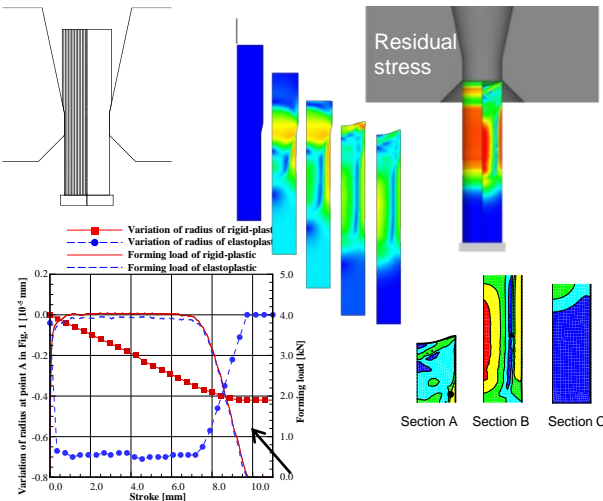 Residual
stress
Variation of radius of rigid-plast
Variation of radius of elastoplast
Forming load of rigid-plastic
Forming load of elastoplastic
0.2
0.0
-0.2
-0.4
-0.6
-0.8
5.0
4.0
3.0
2.0
1.0
0.0
0 2.0 4.0 6.0 8.0 10.0
Variation of radius at point A in Fig. 1 [10⁻⁵ mm]
Forming load [kN]
Stroke [mm]
Section A
Section B
Section C